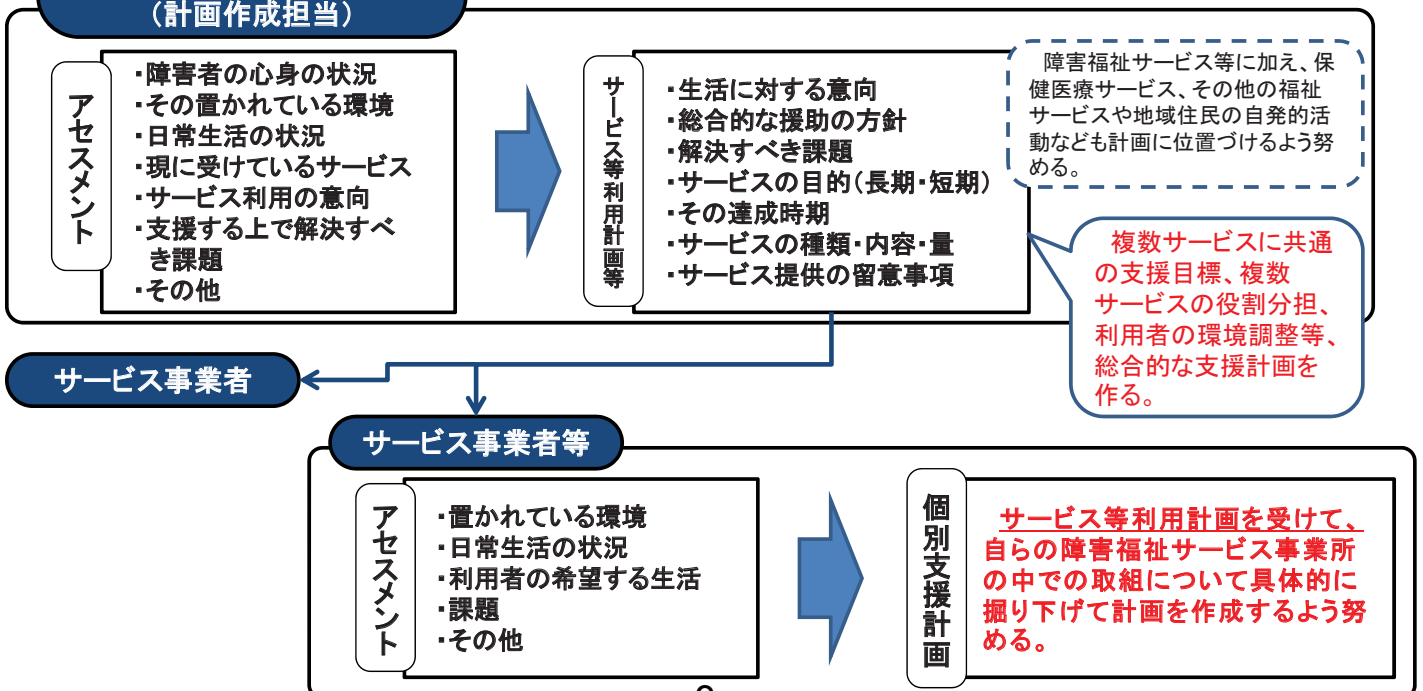 （計画作成担当）
アセスメント
・障害者の心身の状況
・その置かれている環境
・日常生活の状況
・現に受けているサービス
・サービス利用の意向
・支援する上で解決すべ
き課題
・その他
サービス等利用計画等
・生活に対する意向
・総合的な援助の方針
・解決すべき課題
・サービスの目的（長期・短期）
・その達成時期
・サービスの種類・内容・量
・サービス提供の留意事項
障害福祉サービス等に加え、保
健医療サービス、その他の福祉
サービスや地域住民の自発的活
動なども計画に位置づけるよう努
める。
複数サービスに共通
の支援目標、複数
サービスの役割分担、
利用者の環境調整等、
総合的な支援計画を
作る。
サービス事業者
サービス事業者等
アセスメント
・置かれている環境
・日常生活の状況
・利用者の希望する生活
・課題
・その他
個別支援計画
サービス等利用計画を受けて、
自らの障害福祉サービス事業所
の中での取組について具体的に
掘り下げて計画を作成するよう努
める。